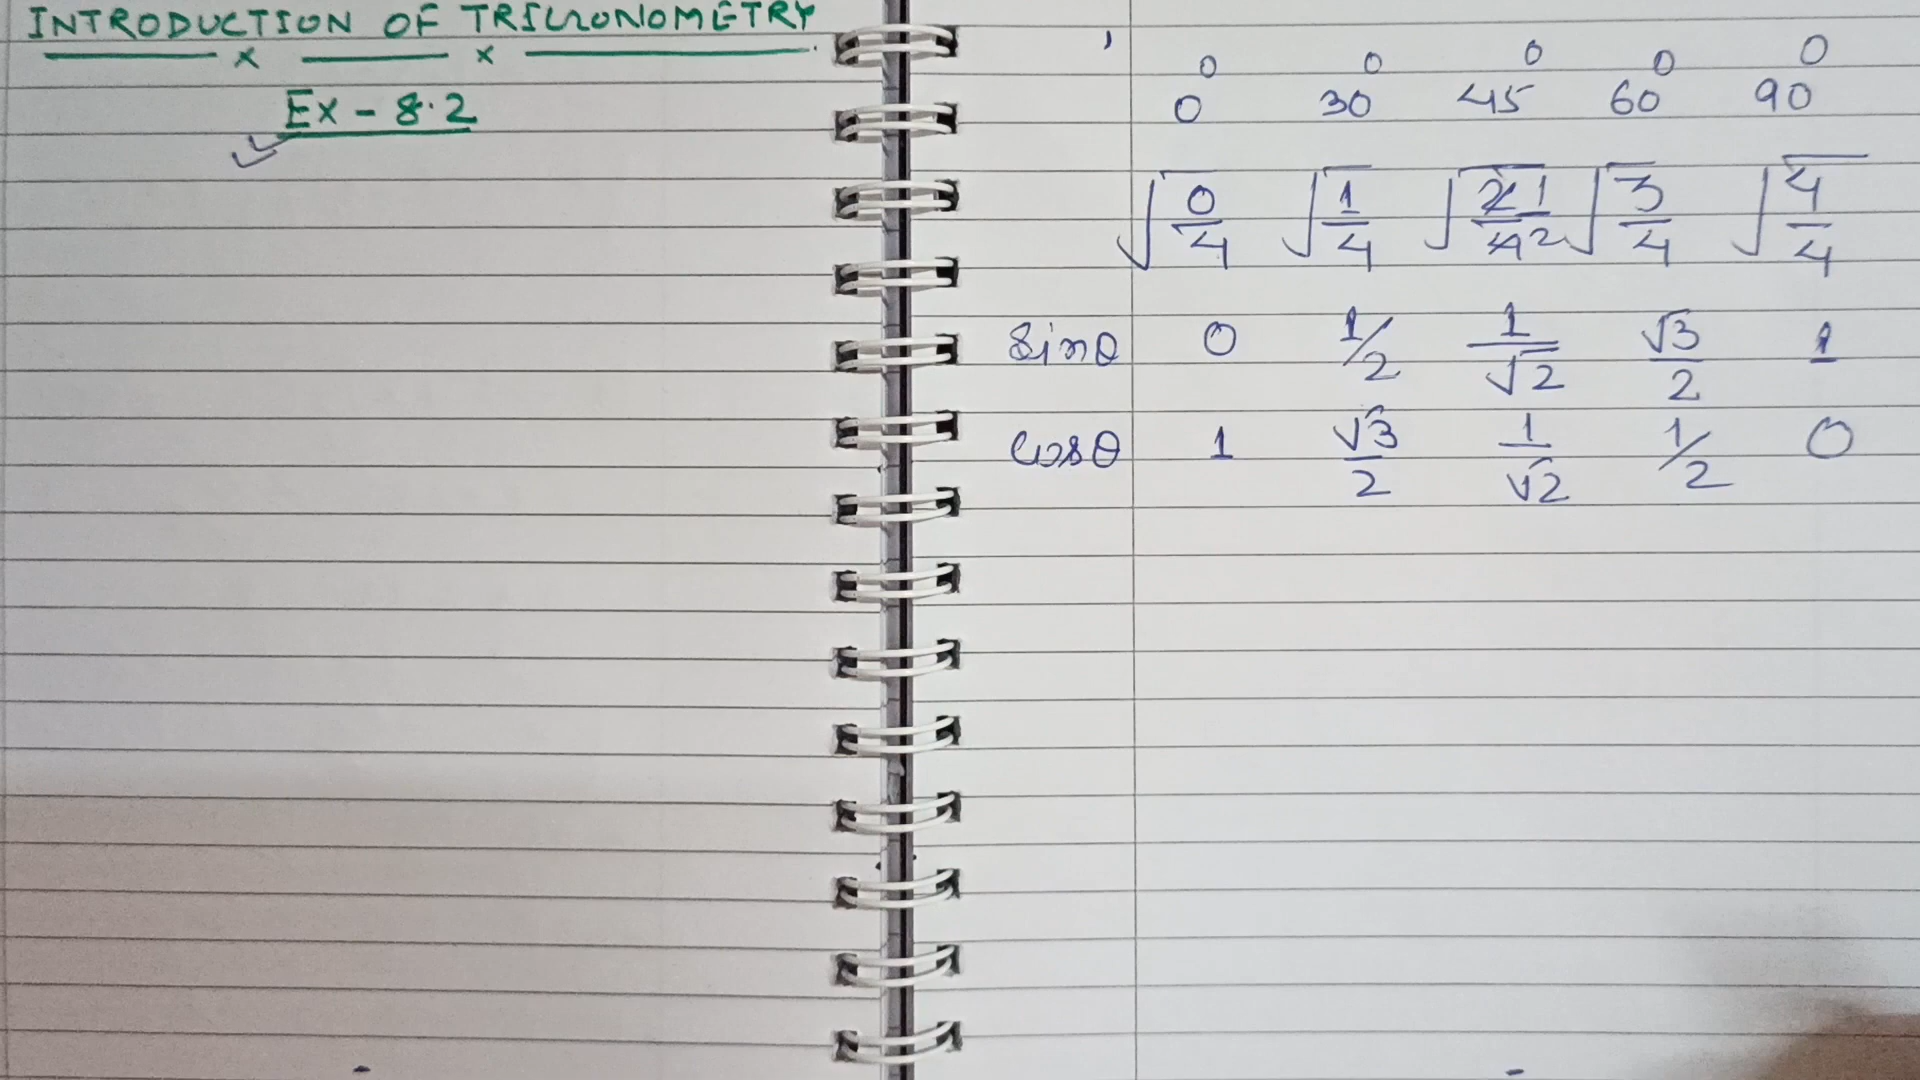 INTRODUCTION OF TRIGONOMETRY
Ex - 8.2
0° 30° 45° 60° 90°
√0/4 √1/4 √2/4 1/2 √3/4 √4/4
Sinθ 0 1/2 1/√2 √3/2 1
Cosθ 1 √3/2 1/√2 1/2 0